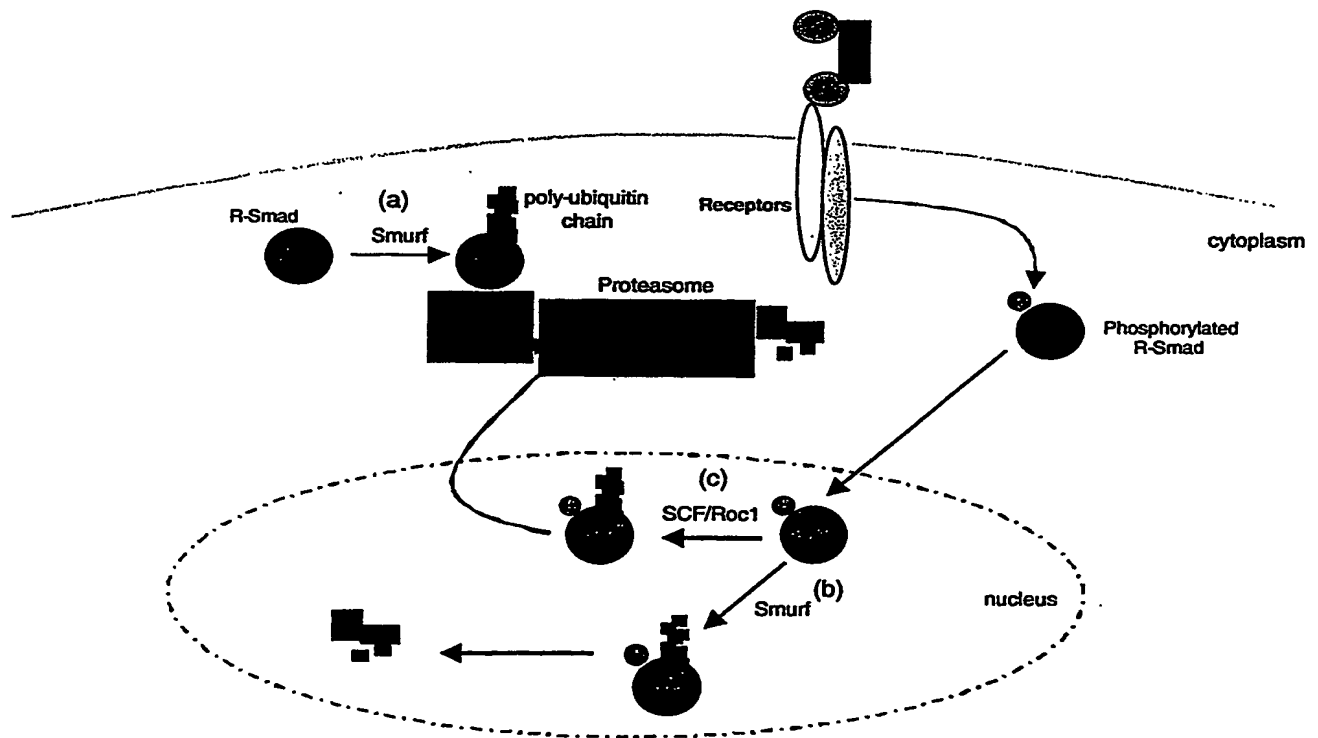 (a)
R-Smad
Smurf
poly-ubiquitin
chain
Receptors
cytoplasm
Proteasome
Phosphorylated
R-Smad
(c)
SCF/Roc1
(b)
Smurf
nucleus